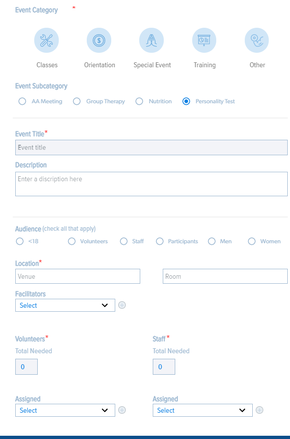 Event Category *
Classes Orientation Special Event Training Other
Event Subcategory
AA Meeting Group Therapy Nutrition Personality Test
Event Title*
Event title
Description
Enter a discription here
Audience (check all that apply)
<18 Volunteers Staff Participants Men Women
Location*
Venue Room
Facilitators
Select
Volunteers* Staff *
Total Needed Total Needed
0 0
Assigned Assigned
Select Select